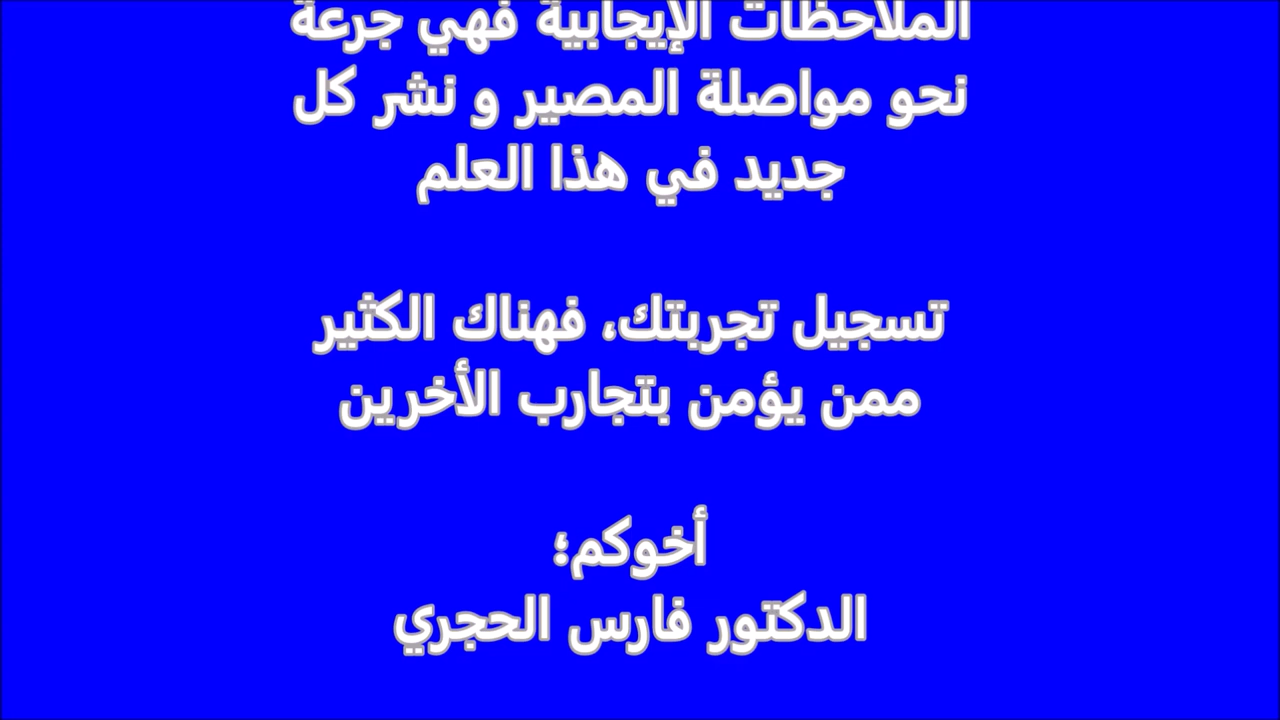 الملاحظات الإيجابية فهي جرعة
نحو مواصلة المصير و نشر كل
جديد في هذا العلم
تسجيل تجربتك، فهناك الكثير
ممن يؤمن بتجارب الأخرين
أخوكم؛
الدكتور فارس الحجري